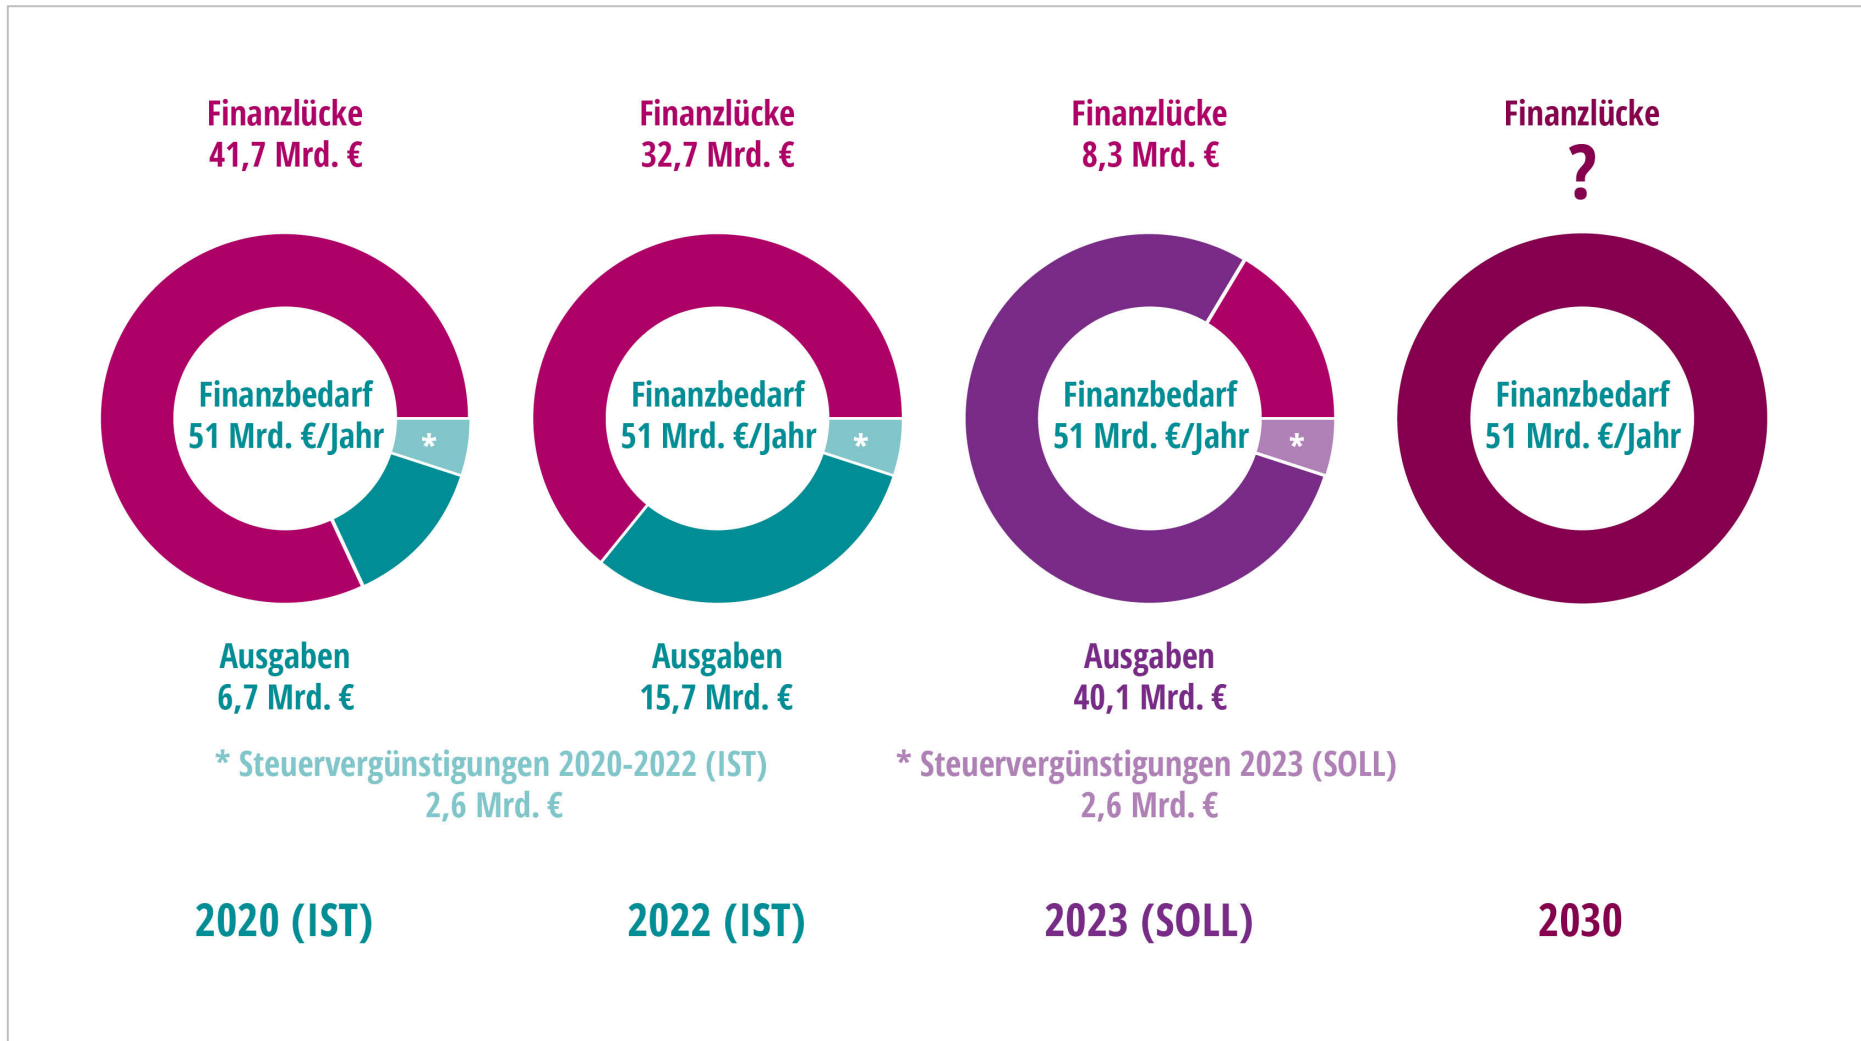 Finanzlücke
41,7 Mrd. €
Finanzbedarf
51 Mrd. €/Jahr
*
Ausgaben
6,7 Mrd. €
Finanzlücke
32,7 Mrd. €
Finanzbedarf
51 Mrd. €/Jahr
*
Ausgaben
15,7 Mrd. €
Finanzlücke
8,3 Mrd. €
Finanzbedarf
51 Mrd. €/Jahr
*
Ausgaben
40,1 Mrd. €
Finanzlücke
?
Finanzbedarf
51 Mrd. €/Jahr
* Steuervergünstigungen 2020-2022 (IST)
2,6 Mrd. €
* Steuervergünstigungen 2023 (SOLL)
2,6 Mrd. €
2020 (IST)
2022 (IST)
2023 (SOLL)
2030